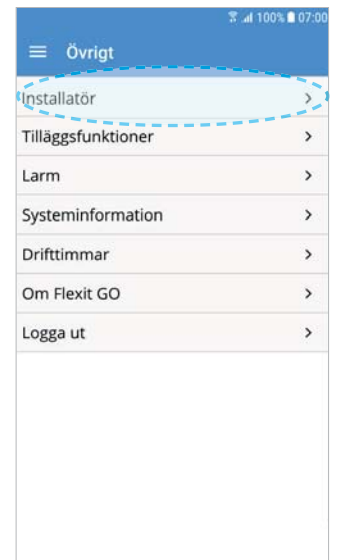 100% 07:00
Övrigt
Installatör
Tilläggsfunktioner
Larm
Systeminformation
Drifttimmar
Om Flexit GO
Logga ut